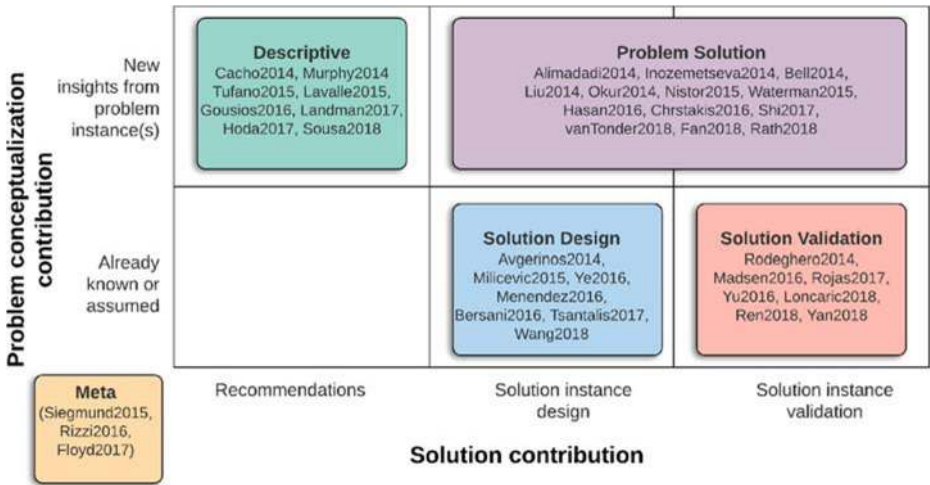 Problem conceptualization
contribution
New
insights from
problem
instance(s)
Descriptive
Cacho2014, Murphy2014
Tufano2015, Lavalle2015,
Gousios2016, Landman2017,
Hoda2017, Sousa2018
Problem Solution
Alimadadi2014, Inozemetseva2014, Bell2014,
Liu2014, Okur2014, Nistor2015, Waterman2015,
Hasan2016, Chrstakis2016, Shi2017,
vanTonder2018, Fan2018, Rath2018
Already
known or
assumed
Solution Design
Avgerinos2014,
Milicevic2015, Ye2016,
Menendez2016,
Bersani2016, Tsantalis2017,
Wang2018
Solution Validation
Rodeghero2014,
Madsen2016, Rojas2017,
Yu2016, Loncaric2018,
Ren2018, Yan2018
Meta
(Siegmund2015,
Rizzi2016,
Floyd2017)
Recommendations
Solution instance
design
Solution instance
validation
Solution contribution